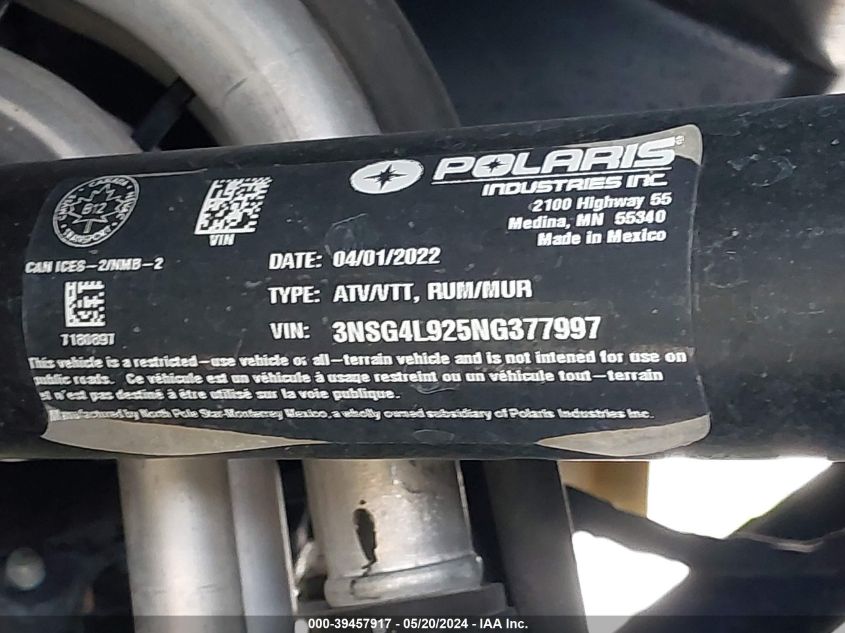 POLARIS®
INDUSTRIES INC.
2100 Highway 55
Medina, MN 55340
Made in Mexico
CANADA
912
T
TRANSPORT
VIN
CAN ICES-2/NMB-2
DATE: 04/01/2022
TYPE: ATV/VTT, RUM/MUR
7180897
VIN: 3NSG4L925NG377997
This vehicle is a restricted-use vehicle or all-terrain vehicle and is not intended for use on
public roads. Ce véhicule est un véhicule à usage restreint ou un véhicule tout-terrain
et n'est pas destiné à être utilisé sur la voie publique.
Manufactured by North Pole Star-Monterrey Mexico, a wholly owned subsidiary of Polaris Industries Inc.
000-39457917 - 05/20/2024 - IAA Inc.